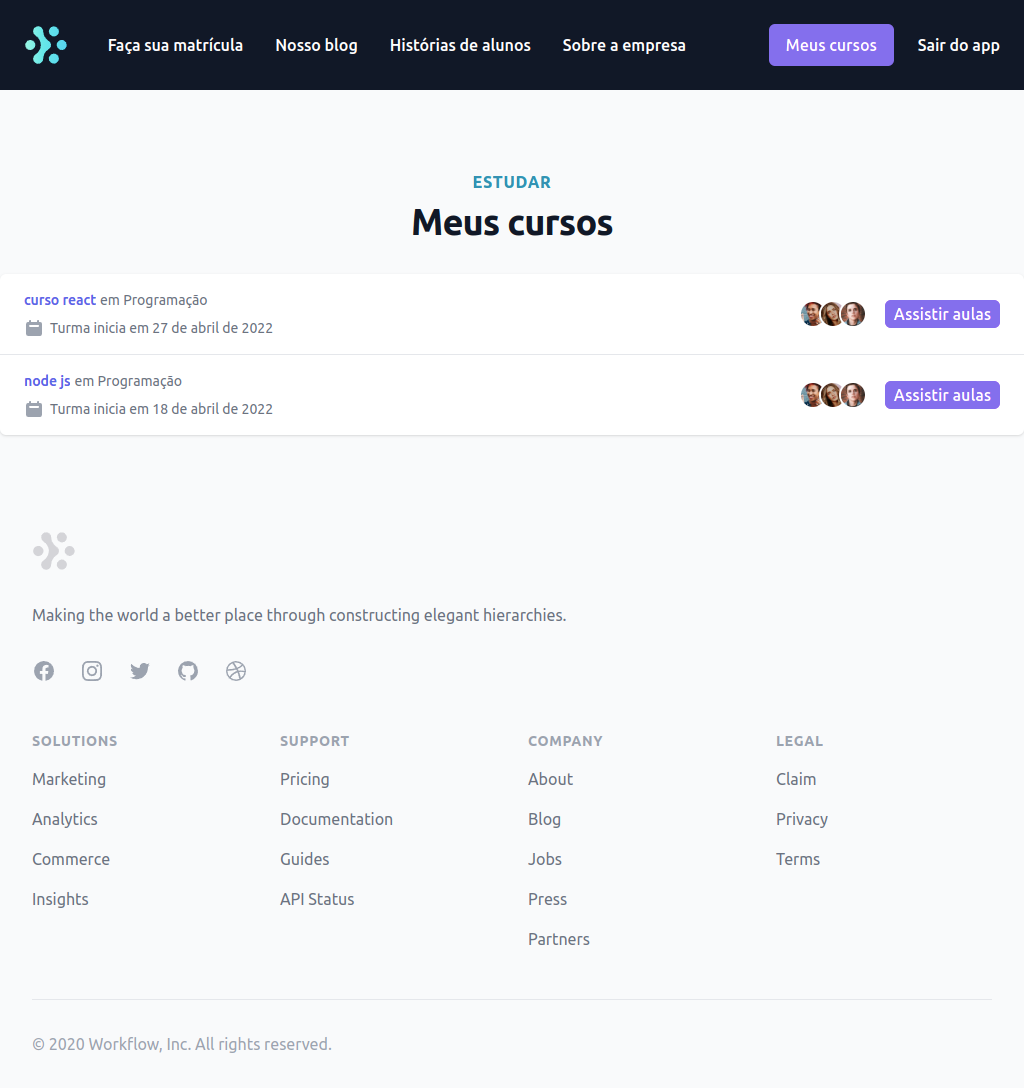 Faça sua matrícula Nosso blog Histórias de alunos Sobre a empresa Meus cursos Sair do app
ESTUDAR
Meus cursos
curso react em Programação
Turma inicia em 27 de abril de 2022
Assistir aulas
node js em Programação
Turma inicia em 18 de abril de 2022
Assistir aulas
Making the world a better place through constructing elegant hierarchies.
SOLUTIONS
Marketing
Analytics
Commerce
Insights
SUPPORT
Pricing
Documentation
Guides
API Status
COMPANY
About
Blog
Jobs
Press
Partners
LEGAL
Claim
Privacy
Terms
© 2020 Workflow, Inc. All rights reserved.